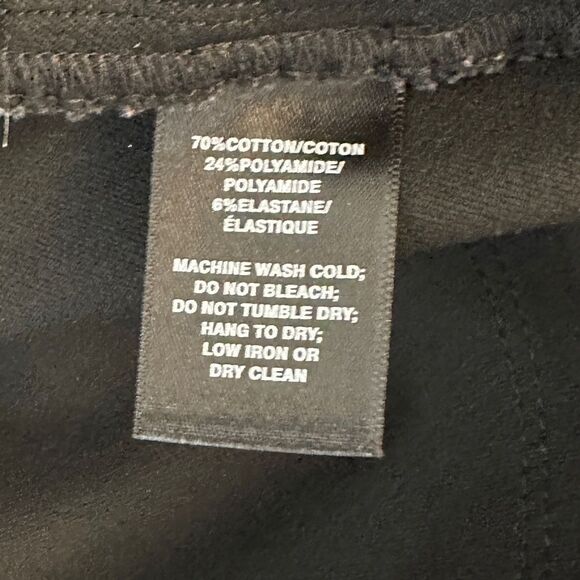 70%COTTON/COTON
24%POLYAMIDE/
POLYAMIDE
6%ELASTANE/
ÉLASTIQUE
MACHINE WASH COLD;
DO NOT BLEACH;
DO NOT TUMBLE DRY;
HANG TO DRY;
LOW IRON OR
DRY CLEAN